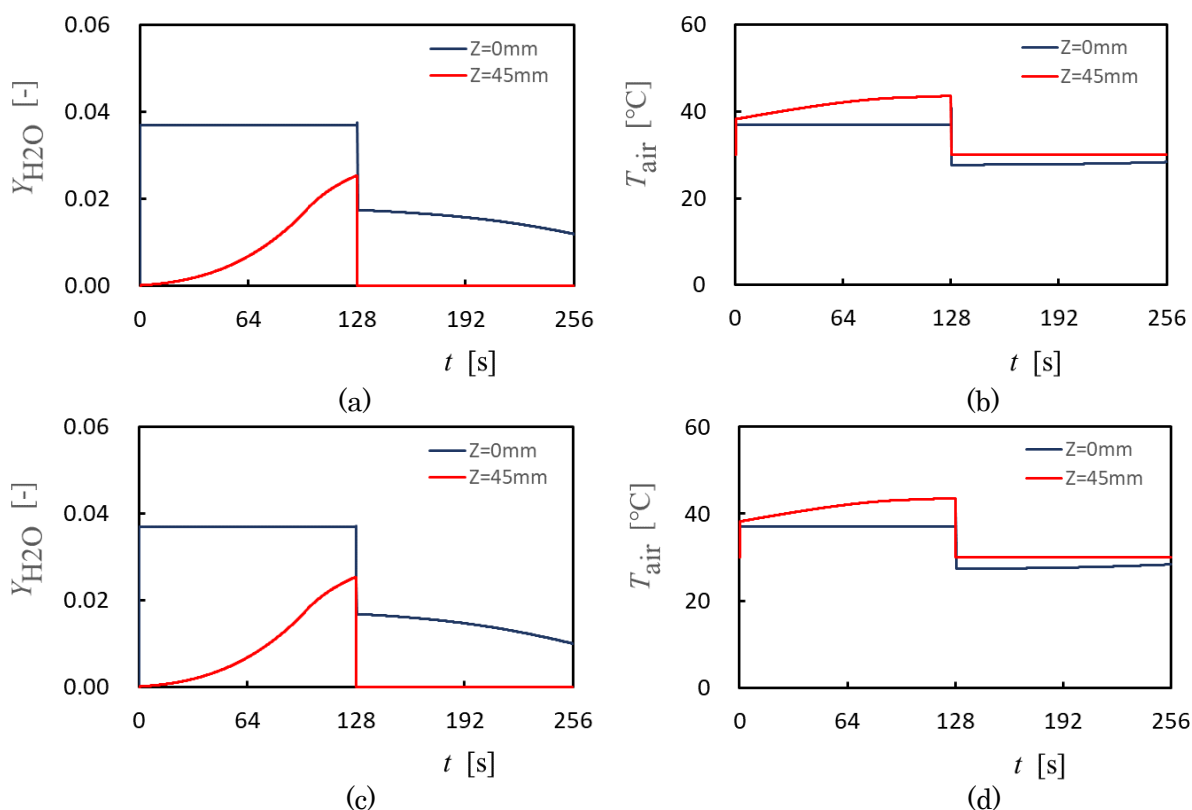 0.06
0.04
0.02
0.00
Y_H2O [-]
Z=0mm
Z=45mm
0 64 128 192 256
t [s]
(a)
60
40
20
0
T_air [°C]
Z=0mm
Z=45mm
0 64 128 192 256
t [s]
(b)
0.06
0.04
0.02
0.00
Y_H2O [-]
Z=0mm
Z=45mm
0 64 128 192 256
t [s]
(c)
60
40
20
0
T_air [°C]
Z=0mm
Z=45mm
0 64 128 192 256
t [s]
(d)